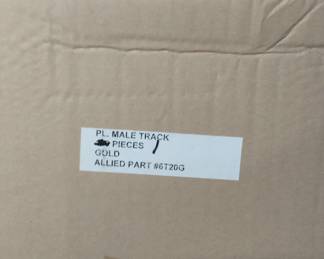 PL. MALE TRACK
PIECES 1
GOLD
ALLIED PART #6T20G